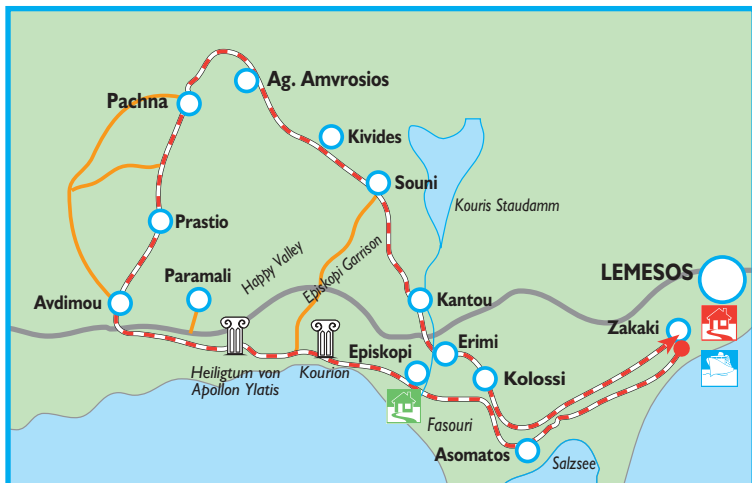 Ag. Amvrosios
Pachna
Kivides
Souni
Kouris Staudamm
Prastio
Happy Valley
Episkopi Garrison
Paramali
LEMESOS
Avdimou
Kantou
Zakaki
Erimi
Episkopi
Heiligtum von
Apollon Ylatis
Kourion
Kolossi
Fasouri
Asomatos
Salzsee